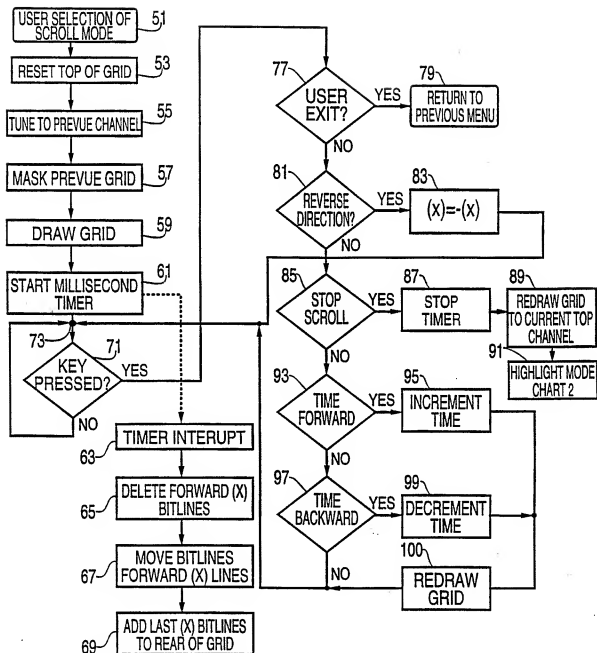 USER SELECTION OF
SCROLL MODE
51
RESET TOP OF GRID
53
TUNE TO PREVUE CHANNEL
55
MASK PREVUE GRID
57
DRAW GRID
59
START MILLISECOND
TIMER
61
73
71
KEY
PRESSED?
YES
NO
TIMER INTERUPT
63
DELETE FORWARD (X)
BITLINES
65
MOVE BITLINES
FORWARD (X) LINES
67
ADD LAST (X) BITLINES
TO REAR OF GRID
69
77
USER
EXIT?
YES
NO
79
RETURN TO
PREVIOUS MENU
81
REVERSE
DIRECTION?
YES
NO
83
(X)=-(X)
85
STOP
SCROLL
YES
NO
87
STOP
TIMER
89
REDRAW GRID
TO CURRENT TOP
CHANNEL
91
HIGHLIGHT MODE
CHART 2
93
TIME
FORWARD
YES
NO
95
INCREMENT
TIME
97
TIME
BACKWARD
YES
NO
99
DECREMENT
TIME
100
REDRAW
GRID